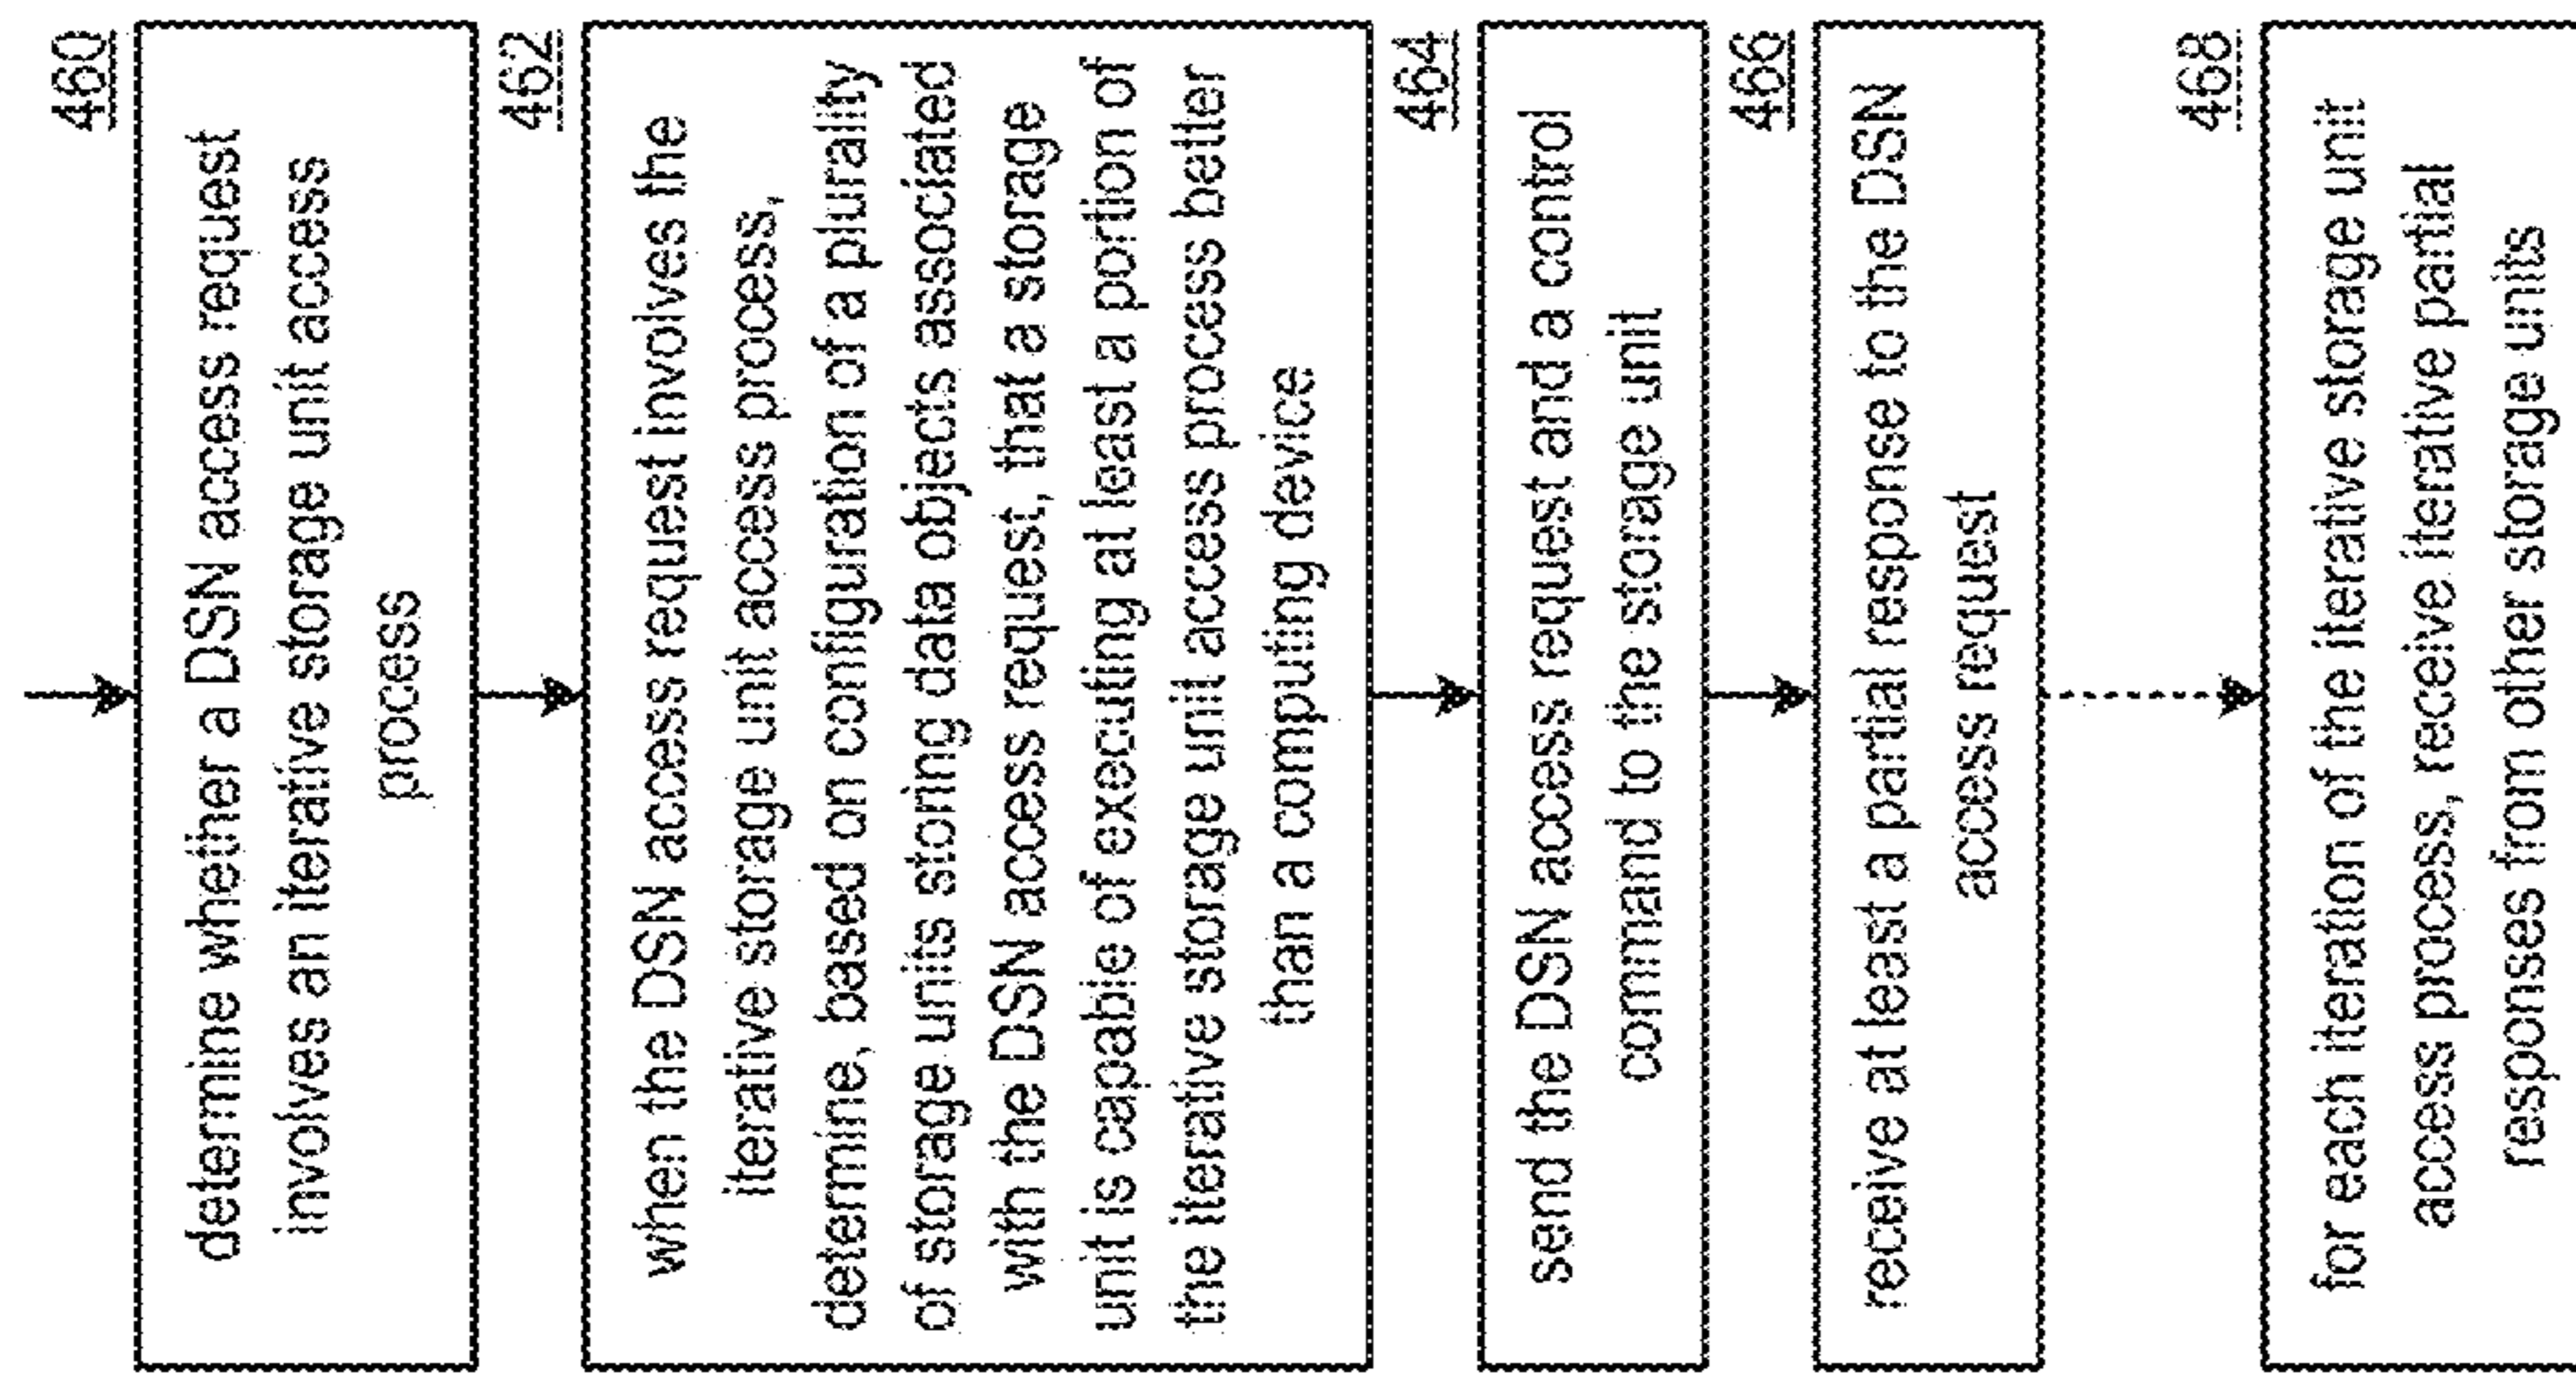 460
determine whether a DSN access request
involves an iterative storage unit access
process
462
when the DSN access request involves the
iterative storage unit access process,
determine, based on configuration of a plurality
of storage units storing data objects associated
with the DSN access request, that a storage
unit is capable of executing at least a portion of
the iterative storage unit access process better
than a computing device
464
send the DSN access request and a control
command to the storage unit
466
receive at least a partial response to the DSN
access request
468
for each iteration of the iterative storage unit
access process, receive iterative partial
responses from other storage units